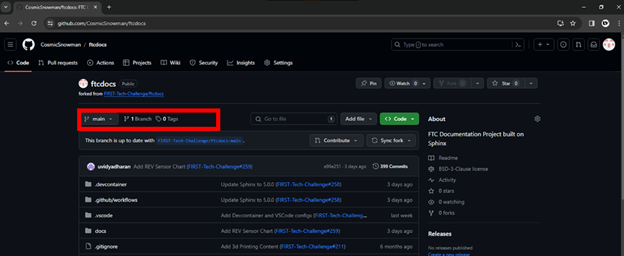 CosmicSnowman/ftcdocs: FTC
github.com/CosmicSnowman/ftcdocs
CosmicSnowman / ftcdocs
Type / to search
Code Pull requests Actions Projects Wiki Security Insights Settings
ftcdocs Public
Pin Watch 0 Star 0
forked from FIRST-Tech-Challenge/ftcdocs
main 1 Branch 0 Tags Go to file t Add file Code
About
This branch is up to date with FIRST-Tech-Challenge/ftcdocs:main. Contribute Sync fork
FTC Documentation Project built on Sphinx
uvidyadharan Add REV Sensor Chart (FIRST-Tech-Challenge#259) 3 days ago 399 Commits
.devcontainer Update Sphinx to 5.0.0 (FIRST-Tech-Challenge#258) 3 days ago
.github/workflows Update Sphinx to 5.0.0 (FIRST-Tech-Challenge#258) 3 days ago
.vscode Add Devcontainer and VSCode configs (FIRST-Tech-Challenge/ last week
docs Add REV Sensor Chart (FIRST-Tech-Challenge#259) 3 days ago
.gitignore Add 3d Printing Content (FIRST-Tech-Challenge#211) 6 months ago
Readme
BSD-3-Clause license
Activity
0 stars
0 watching
0 forks
Releases
No releases published
Create a new release